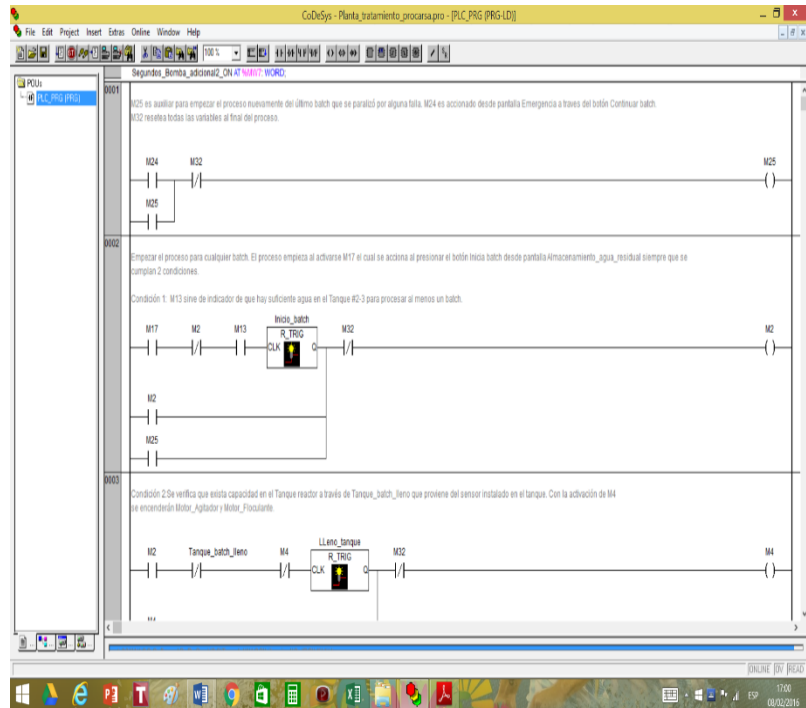 CoDeSys - Planta_tratamiento_procarsa.pro - [PLC_PRG (PRG-LD)]
File Edit Project Insert Extras Online Window Help
100 %
POUs
PLC_PRG (PRG)
Segundos_Bomba_adicional2_ON AT %MW7: WORD;
0001
M25 es auxiliar para empezar el proceso nuevamente del último batch que se paralizó por alguna falla. M24 es accionado desde pantalla Emergencia a traves del botón Continuar batch.
M32 resetea todas las variables al final del proceso.
M24 M32 M25
M25
0002
Empezar el proceso para cualquier batch. El proceso empieza al activarse M17 el cual se acciona al presionar el botón Inicia batch desde pantalla Almacenamiento_agua_residual siempre que se
cumplan 2 condiciones.
Condición 1. M13 sirve de indicador de que hay suficiente agua en el Tanque #2-3 para procesar al menos un batch.
Inicio_batch
M17 M2 M13 R_TRIG M32 M2
CLK Q
M2
M25
0003
Condición 2:Se verifica que exista capacidad en el Tanque reactor a través de Tanque_batch_lleno que proviene del sensor instalado en el tanque. Con la activación de M4
se encenderán Motor_Agitador y Motor_Floculante.
LLeno_tanque
M2 Tanque_batch_lleno M4 R_TRIG M32 M4
CLK Q
ONLINE OV READ
ESP 17:00
08/02/2016